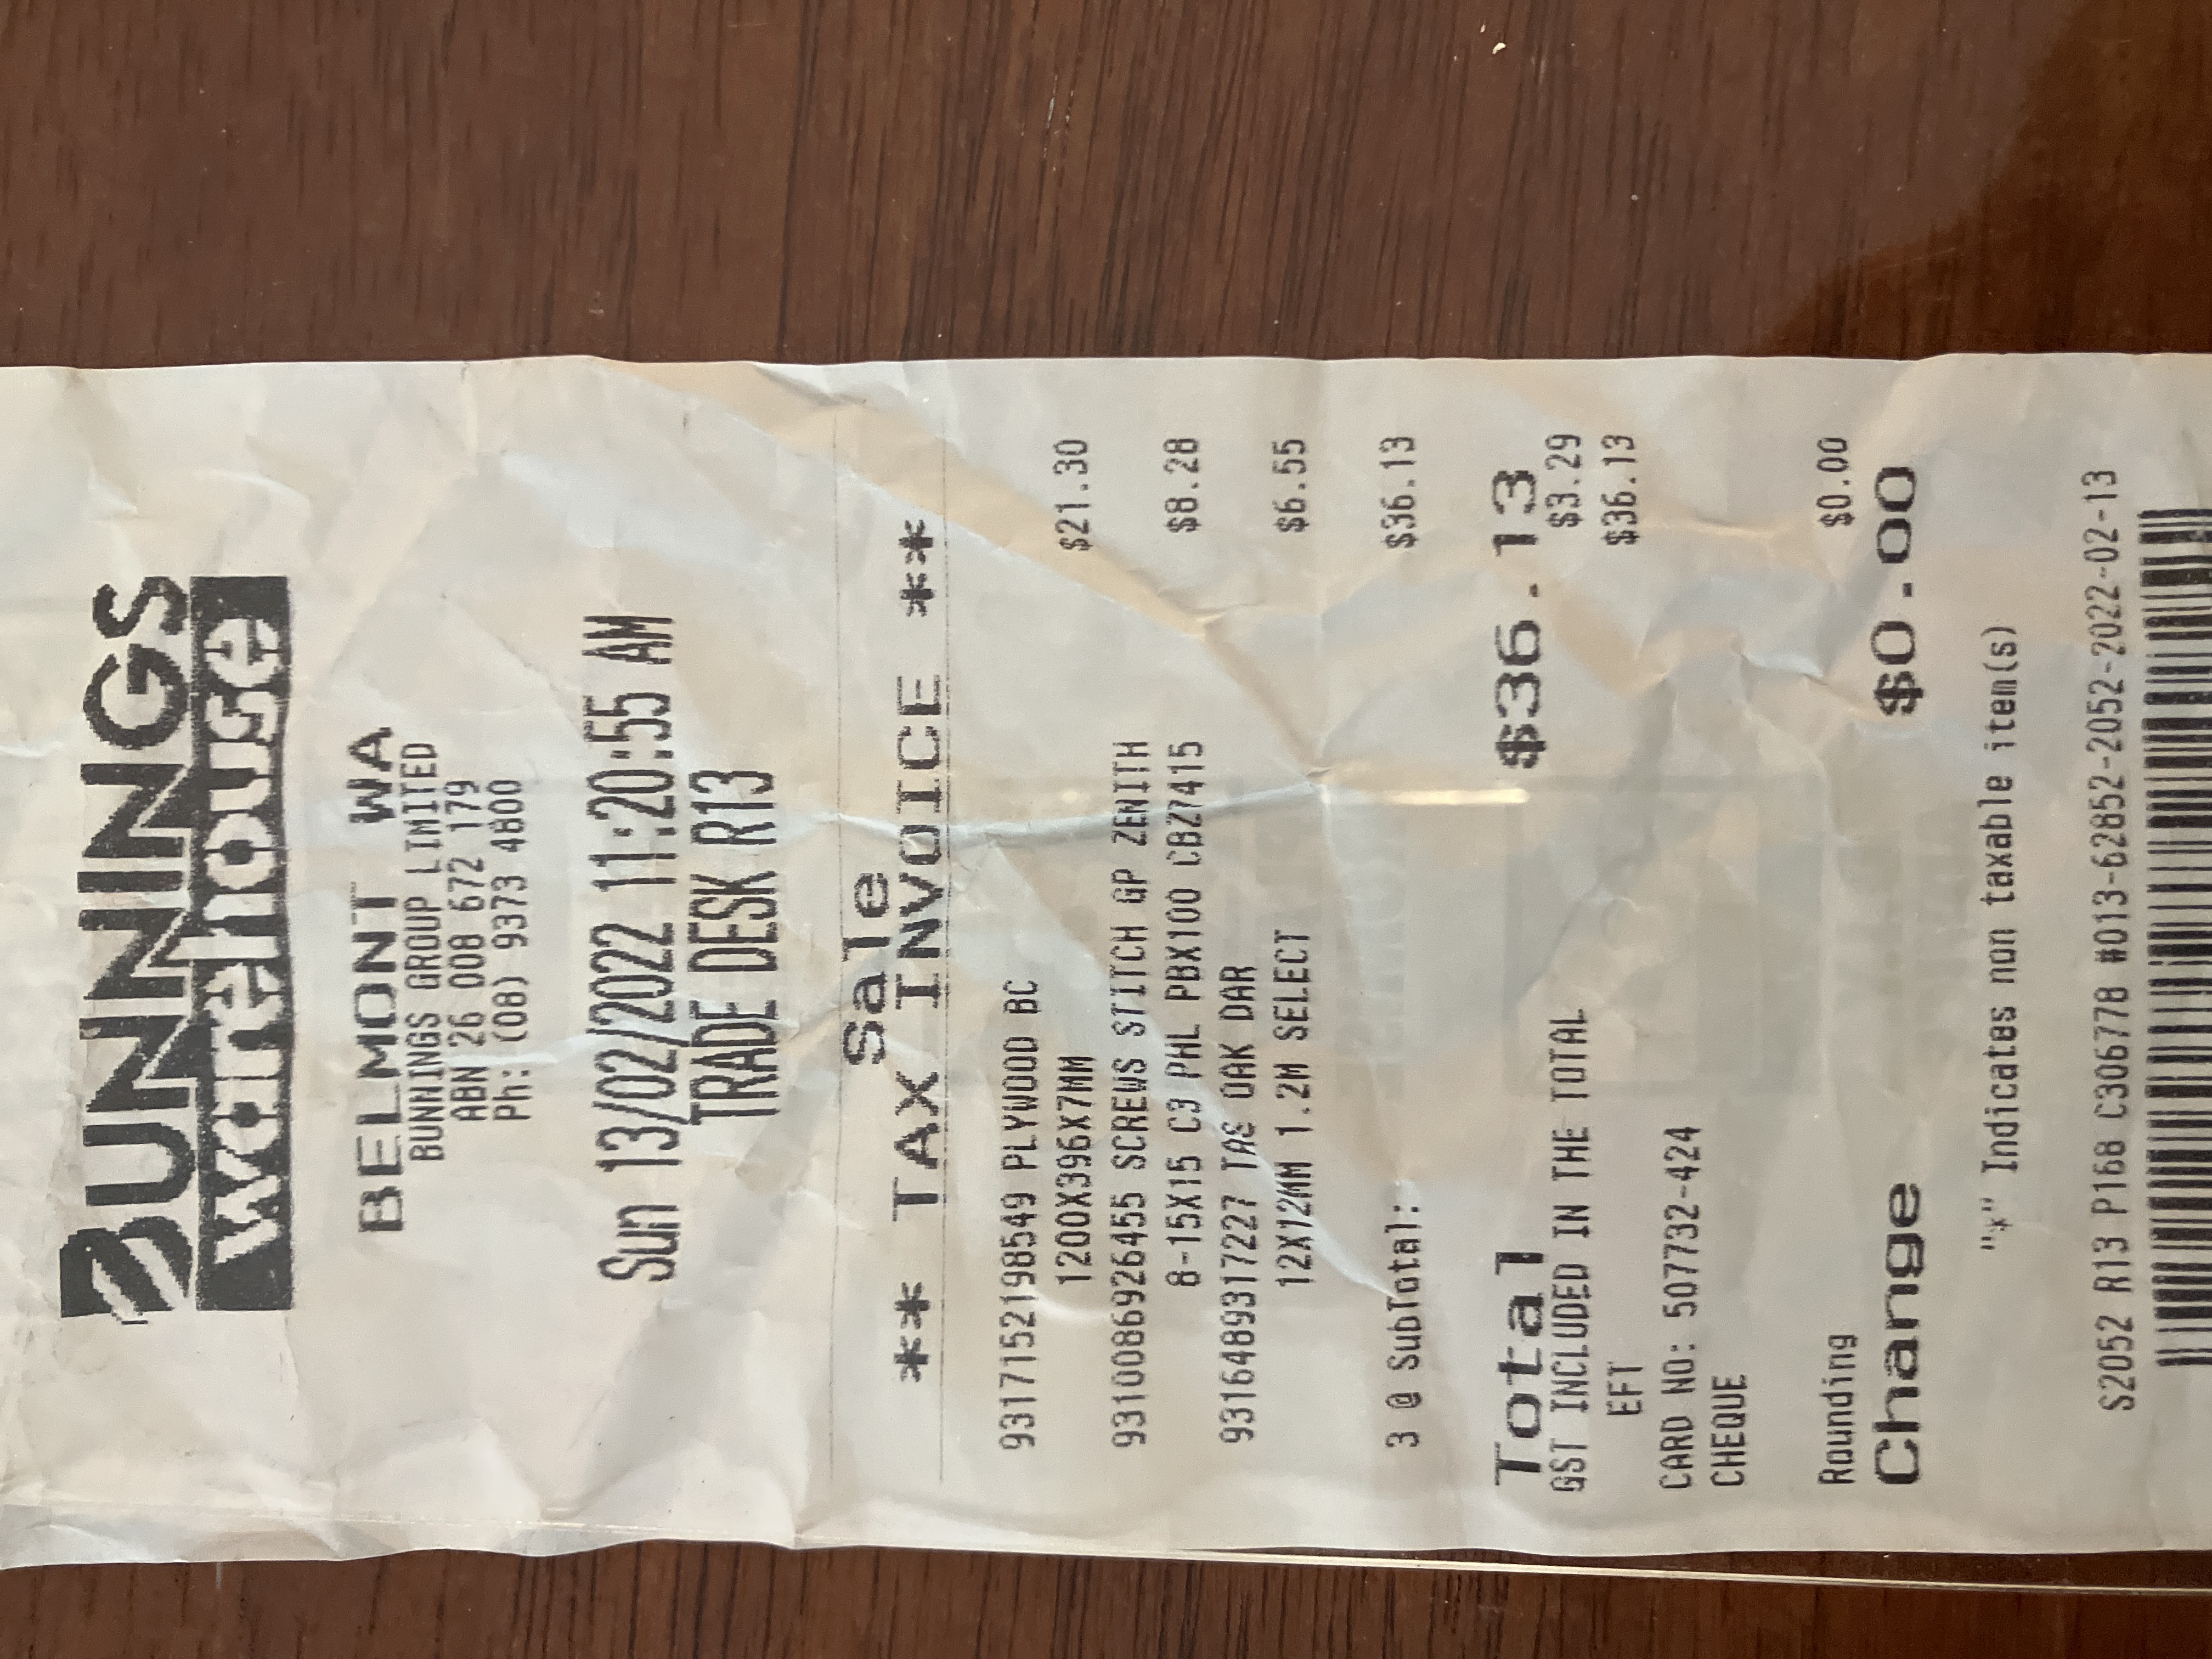 BUNNINGS
warehouse
BELMONT WA
BUNNINGS GROUP LIMITED
ABN 26 008 672 179
Ph: (08) 9373 4800
Sun 13/02/2022 11:20:55 AM
TRADE DESK R13
Sale
** TAX INVOICE **
9317152198549 PLYWOOD BC
1200X396X7MM $21.30
9310086926455 SCREWS STITCH GP ZENITH
8-15X15 C3 PHL PBX100 CBZ7415 $8.28
9316489317227 TAS OAK DAR
12X12MM 1.2M SELECT $6.55
3 @ SubTotal: $36.13
Total $36.13
GST INCLUDED IN THE TOTAL $3.29
EFT $36.13
CARD NO: 507732-424
CHEQUE
Rounding $0.00
Change $0.00
"*" Indicates non taxable item(s)
S2052 R13 P168 C306778 #013-62852-2052-2022-02-13